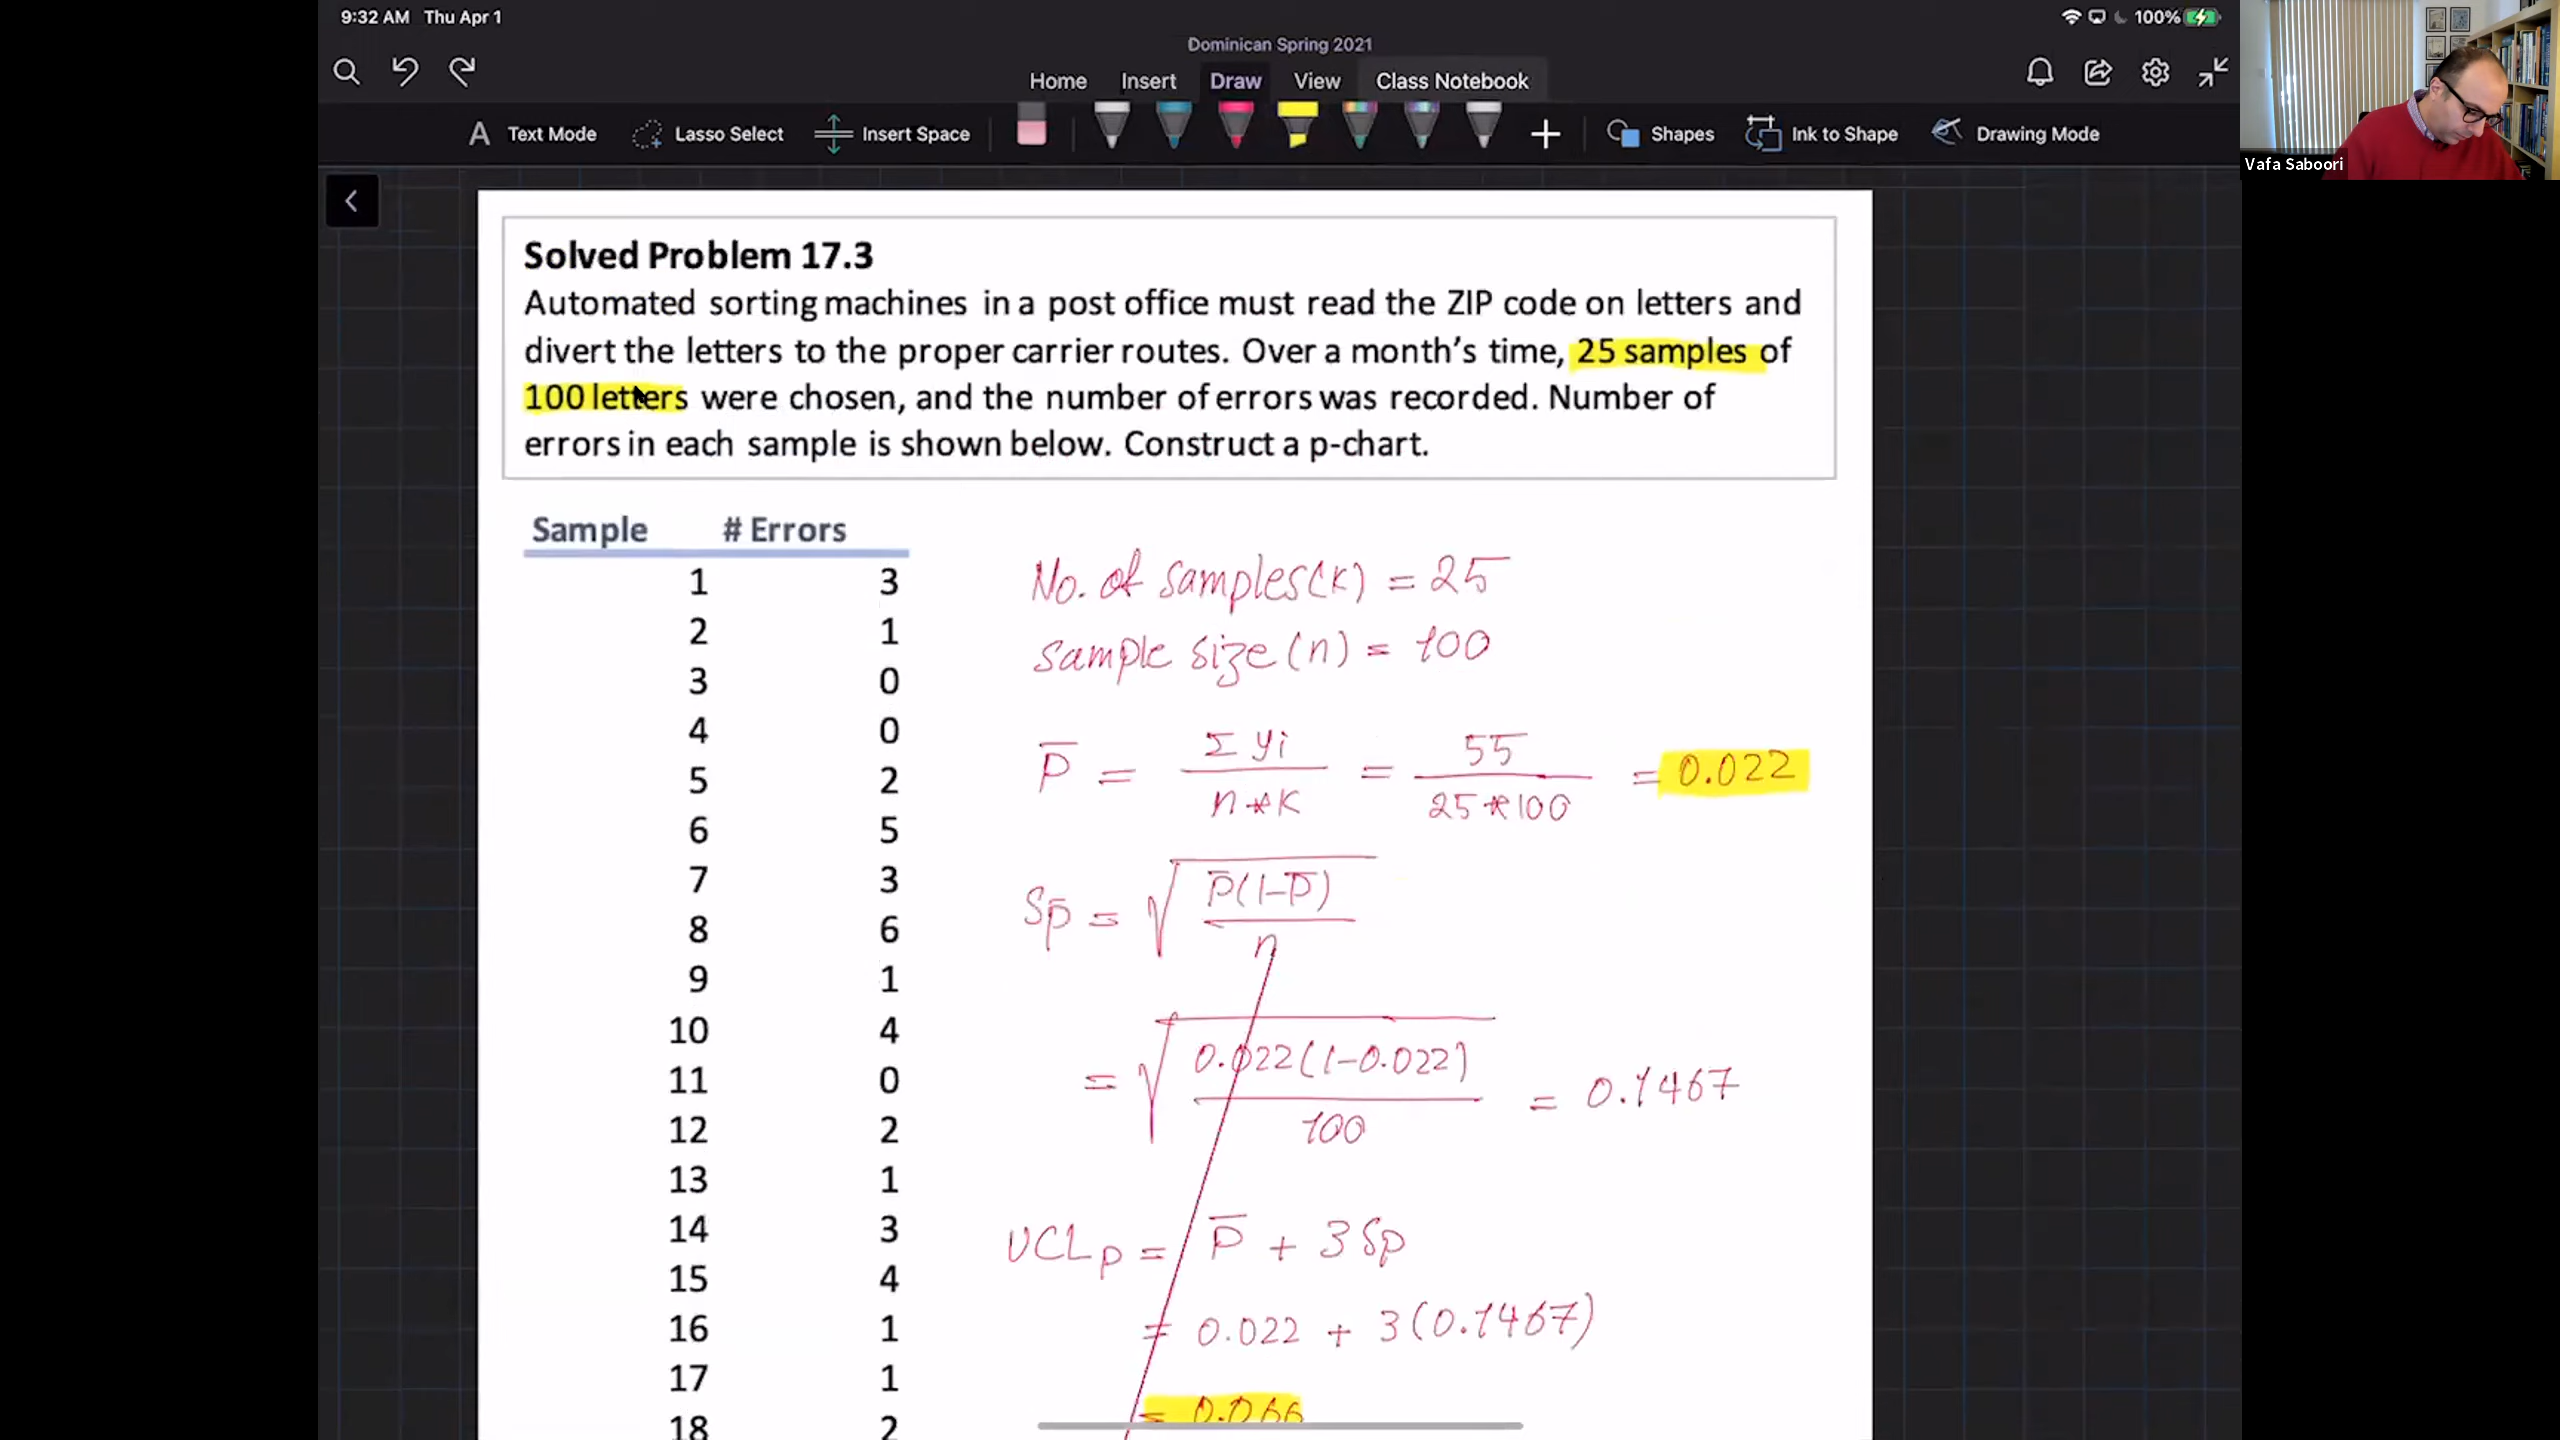 9:32 AM Thu Apr 1
100%
Dominican Spring 2021
Home Insert Draw View Class Notebook
A Text Mode Lasso Select Insert Space Shapes Ink to Shape Drawing Mode
Vafa Saboori
Solved Problem 17.3
Automated sorting machines in a post office must read the ZIP code on letters and
divert the letters to the proper carrier routes. Over a month's time, 25 samples of
100 letters were chosen, and the number of errors was recorded. Number of
errors in each sample is shown below. Construct a p-chart.
Sample # Errors
1 3
2 1
3 0
4 0
5 2
6 5
7 3
8 6
9 1
10 4
11 0
12 2
13 1
14 3
15 4
16 1
17 1
18 2
No. of samples(K) = 25
sample size (n) = 100
P̄ = Σ yi / n*K = 55 / 25*100 = 0.022
Sp̄ = √ P̄(1-P̄) / n
= √ 0.022(1-0.022) / 100 = 0.1467
UCLp = P̄ + 3Sp
= 0.022 + 3(0.1467)
= 0.066